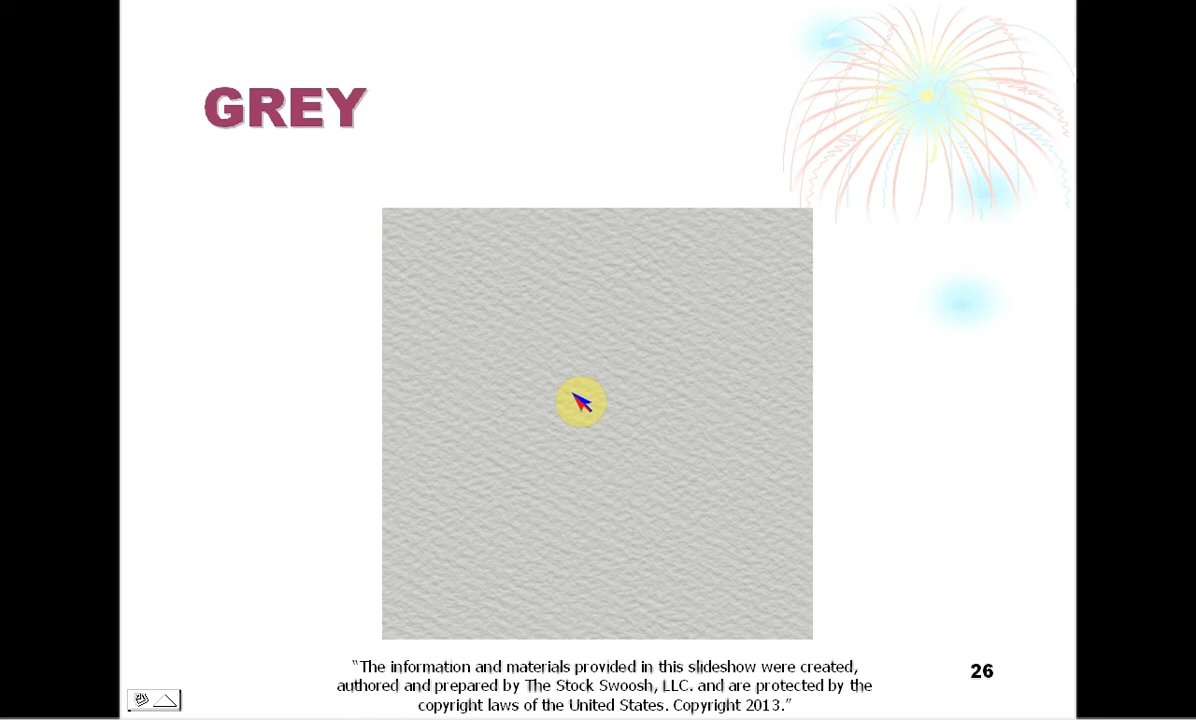 GREY
“The information and materials provided in this slideshow were created,
authored and prepared by The Stock Swoosh, LLC. and are protected by the
copyright laws of the United States. Copyright 2013.”
26